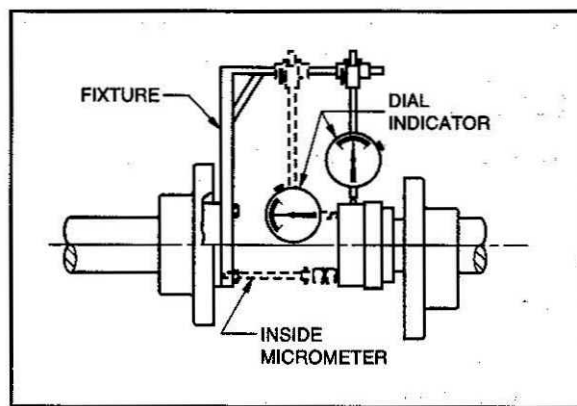 FIXTURE
DIAL
INDICATOR
INSIDE
MICROMETER